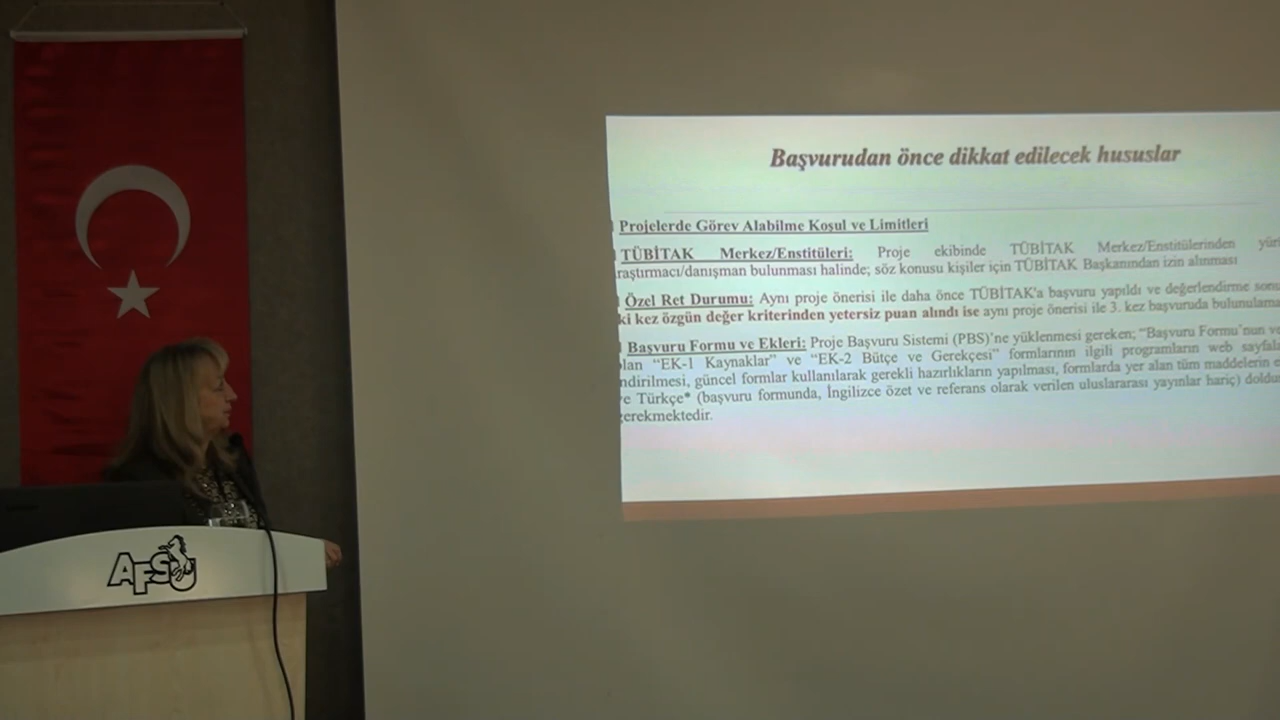 Başvurudan önce dikkat edilecek hususlar
Projelerde Görev Alabilme Koşul ve Limitleri
TÜBİTAK Merkez/Enstitüleri: Proje ekibinde TÜBİTAK Merkez/Enstitülerinden
raştırmacı/danışman bulunması halinde; söz konusu kişiler için TÜBİTAK Başkanından izin alınması
Özel Ret Durumu: Aynı proje önerisi ile daha önce TÜBİTAK'a başvuru yapıldı ve değerlendirme
ki kez özgün değer kriterinden yetersiz puan alındı ise aynı proje önerisi ile 3. kez başvuruda
Başvuru Formu ve Ekleri: Proje Başvuru Sistemi (PBS)’ne yüklenmesi gereken; “Başvuru Formu’nun
lan “EK-1 Kaynaklar” ve “EK-2 Bütçe ve Gerekçesi” formlarının ilgili programların web
ndirilmesi, güncel formlar kullanılarak gerekli hazırlıkların yapılması, formlarda yer alan tüm maddelerin
e Türkçe* (başvuru formunda, İngilizce özet ve referans olarak verilen uluslararası yayınlar hariç)
gerekmektedir.
AFSU